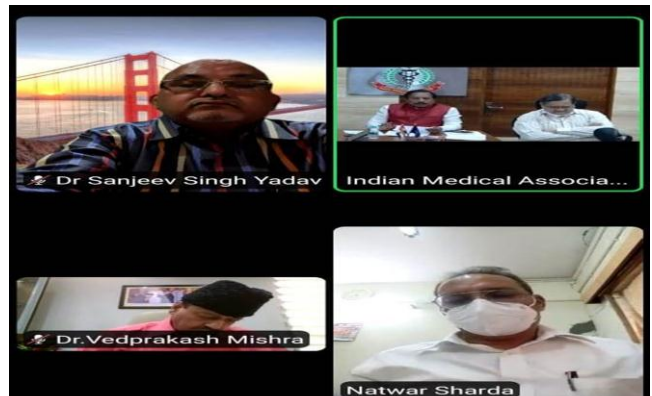 Dr Sanjeev Singh Yadav
Indian Medical Associa...
Dr.Vedprakash Mishra
Natwar Sharda